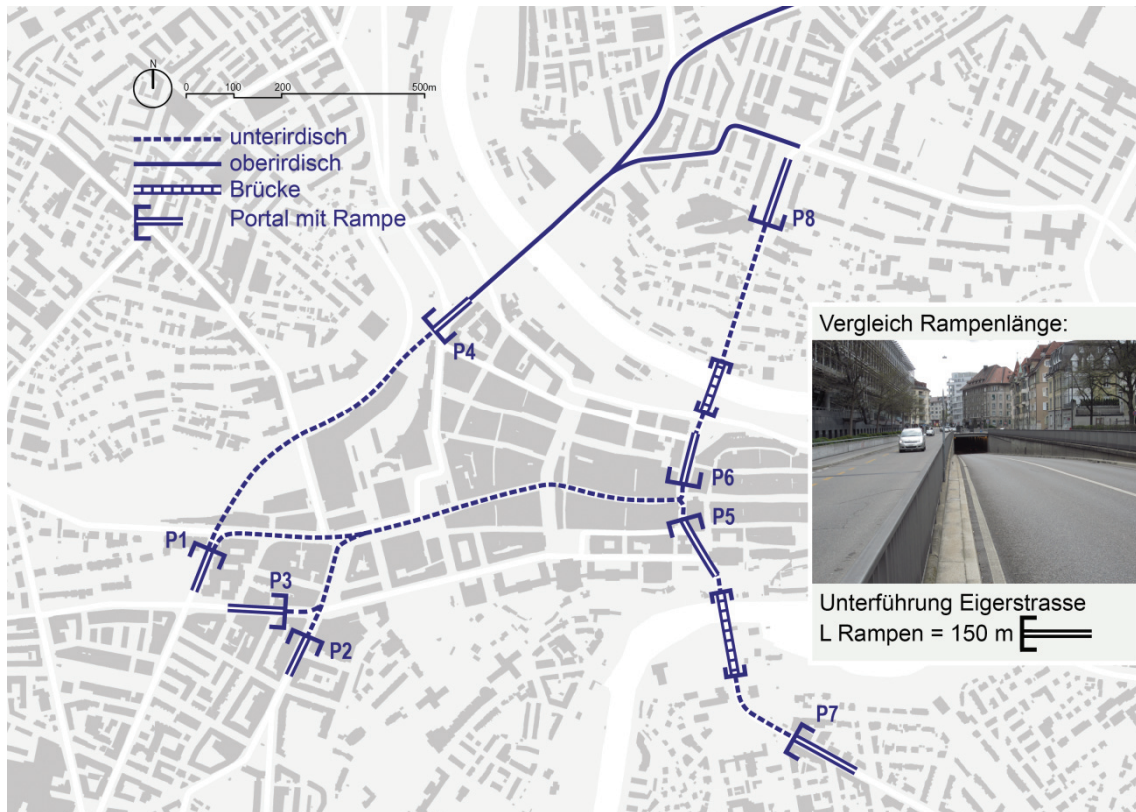 N
0 100 200 500m
unterirdisch
oberirdisch
Brücke
Portal mit Rampe
P8
P4
Vergleich Rampenlänge:
P6
P5
P1
P3
P2
Unterführung Eigerstrasse
L Rampen = 150 m
P7